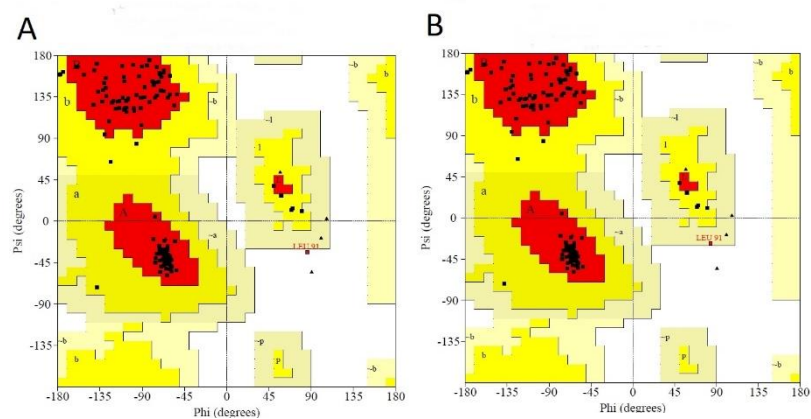 A
B
180
135
90
45
0
-45
-90
-135
Psi (degrees)
b
~b
~l
l
a
A
~a
LEU 91
~b
b
~b
b
~p
p
~b
~b
b
-180
-135
-90
-45
0
45
90
135
180
Phi (degrees)
180
135
90
45
0
-45
-90
-135
Psi (degrees)
b
~b
~l
l
a
A
~a
LEU 91
~b
b
~b
b
~p
p
~b
~b
b
-180
-135
-90
-45
0
45
90
135
180
Phi (degrees)